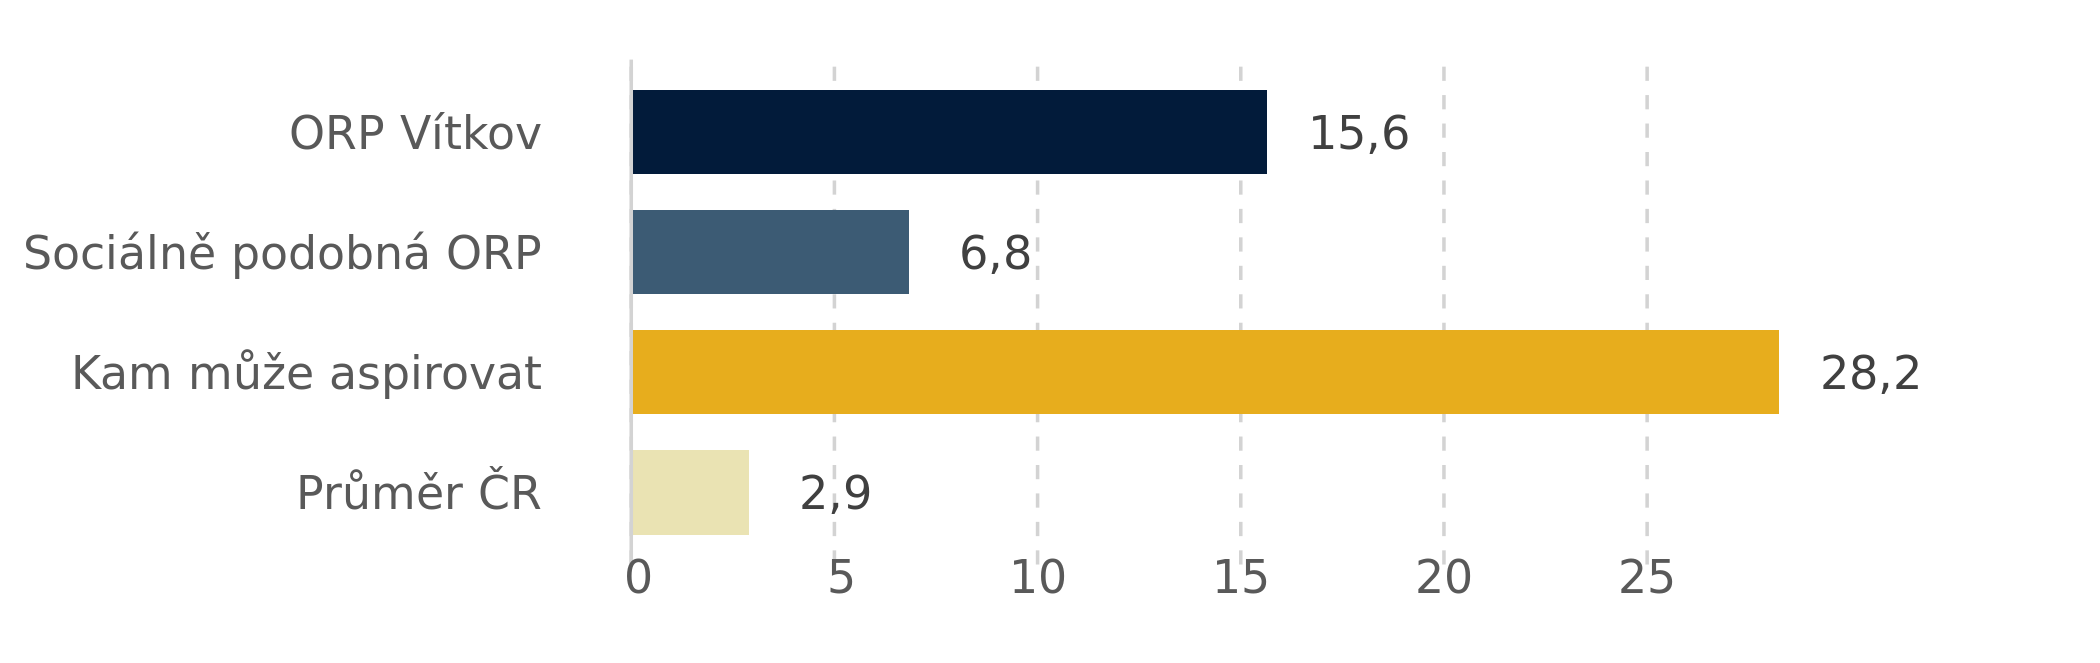 ORP Vítkov 15,6
Sociálně podobná ORP 6,8
Kam může aspirovat 28,2
Průměr ČR 2,9
0 5 10 15 20 25